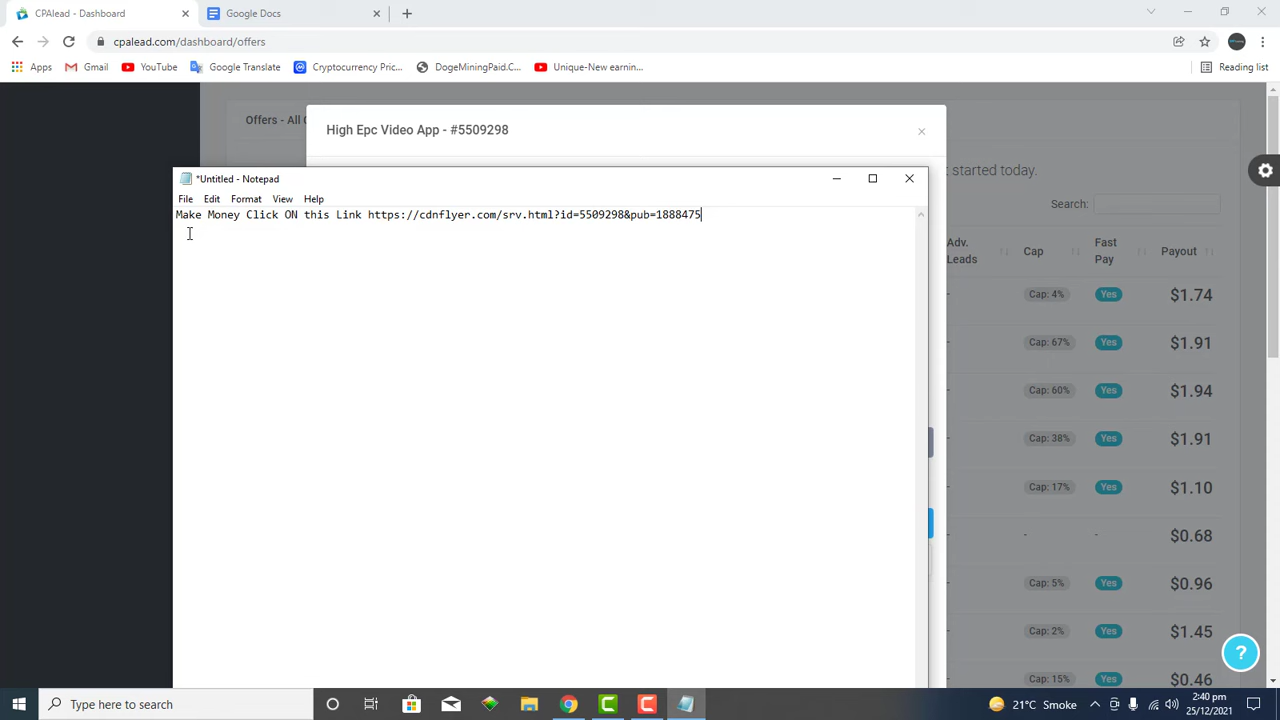 CPAlead - Dashboard
Google Docs
cpalead.com/dashboard/offers
Apps
Gmail
YouTube
Google Translate
Cryptocurrency Pric...
DogeMiningPaid.C...
Unique-New earnin...
Reading list
Offers - All
High Epc Video App - #5509298
t started today.
Search:
*Untitled - Notepad
File Edit Format View Help
Make Money Click ON this Link https://cdnflyer.com/srv.html?id=5509298&pub=1888475
Adv. Leads
Cap
Fast Pay
Payout
- Cap: 4% Yes $1.74
- Cap: 67% Yes $1.91
- Cap: 60% Yes $1.94
- Cap: 38% Yes $1.91
- Cap: 17% Yes $1.10
- - - $0.68
- Cap: 5% Yes $0.96
- Cap: 2% Yes $1.45
- Cap: 15% Yes $0.46
?
Type here to search
21°C Smoke
2:40 pm
25/12/2021